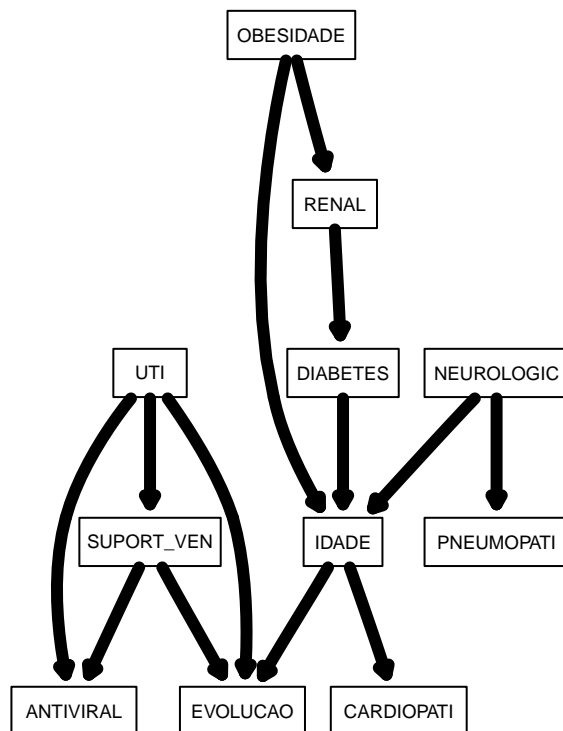 OBESIDADE
RENAL
UTI
DIABETES
NEUROLOGIC
SUPORT_VEN
IDADE
PNEUMOPATI
ANTIVIRAL
EVOLUCAO
CARDIOPATI